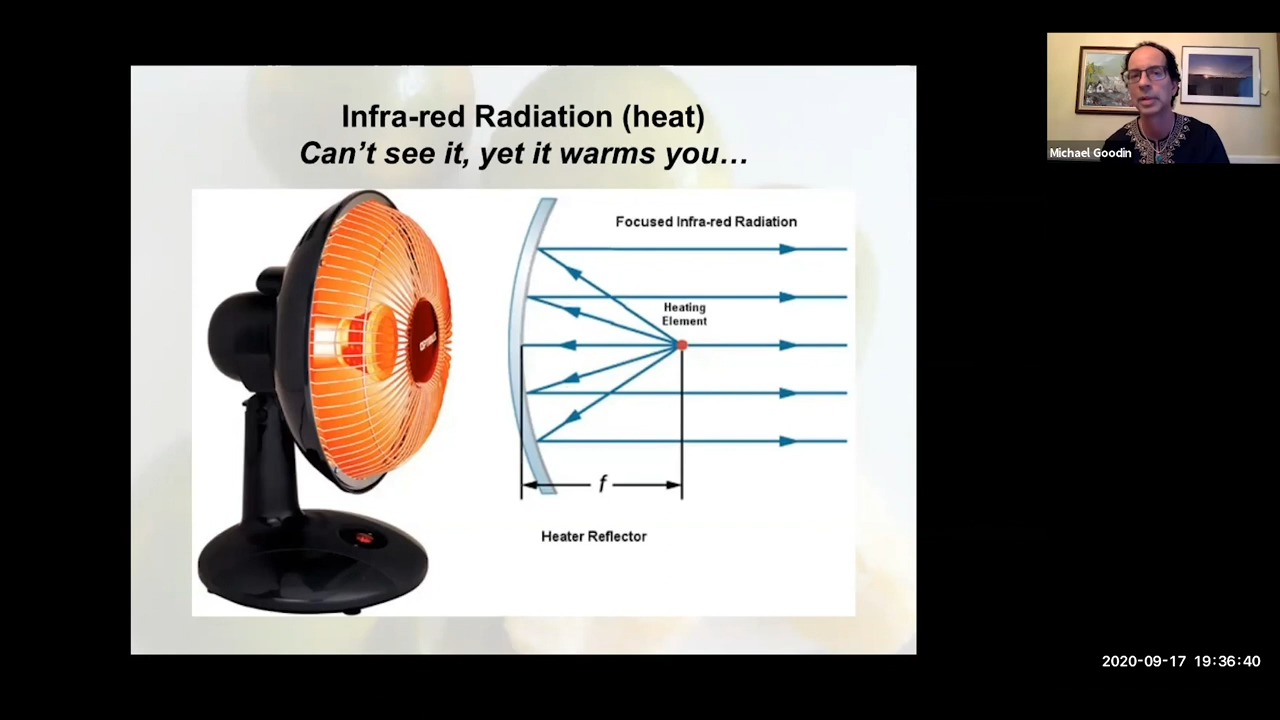 Infra-red Radiation (heat)
Can't see it, yet it warms you...
Focused Infra-red Radiation
Heating
Element
f
Heater Reflector
Michael Goodin
2020-09-17 19:36:40